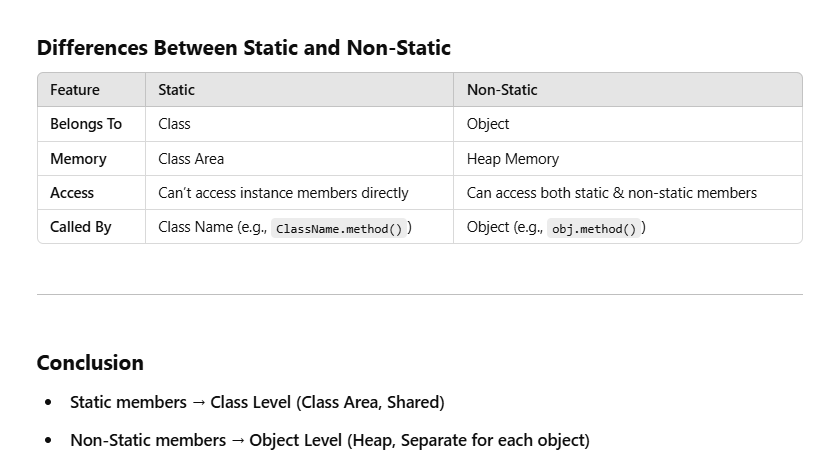 Differences Between Static and Non-Static
Feature Static Non-Static
Belongs To Class Object
Memory Class Area Heap Memory
Access Can't access instance members directly Can access both static & non-static members
Called By Class Name (e.g., ClassName.method()) Object (e.g., obj.method())
Conclusion
• Static members → Class Level (Class Area, Shared)
• Non-Static members → Object Level (Heap, Separate for each object)